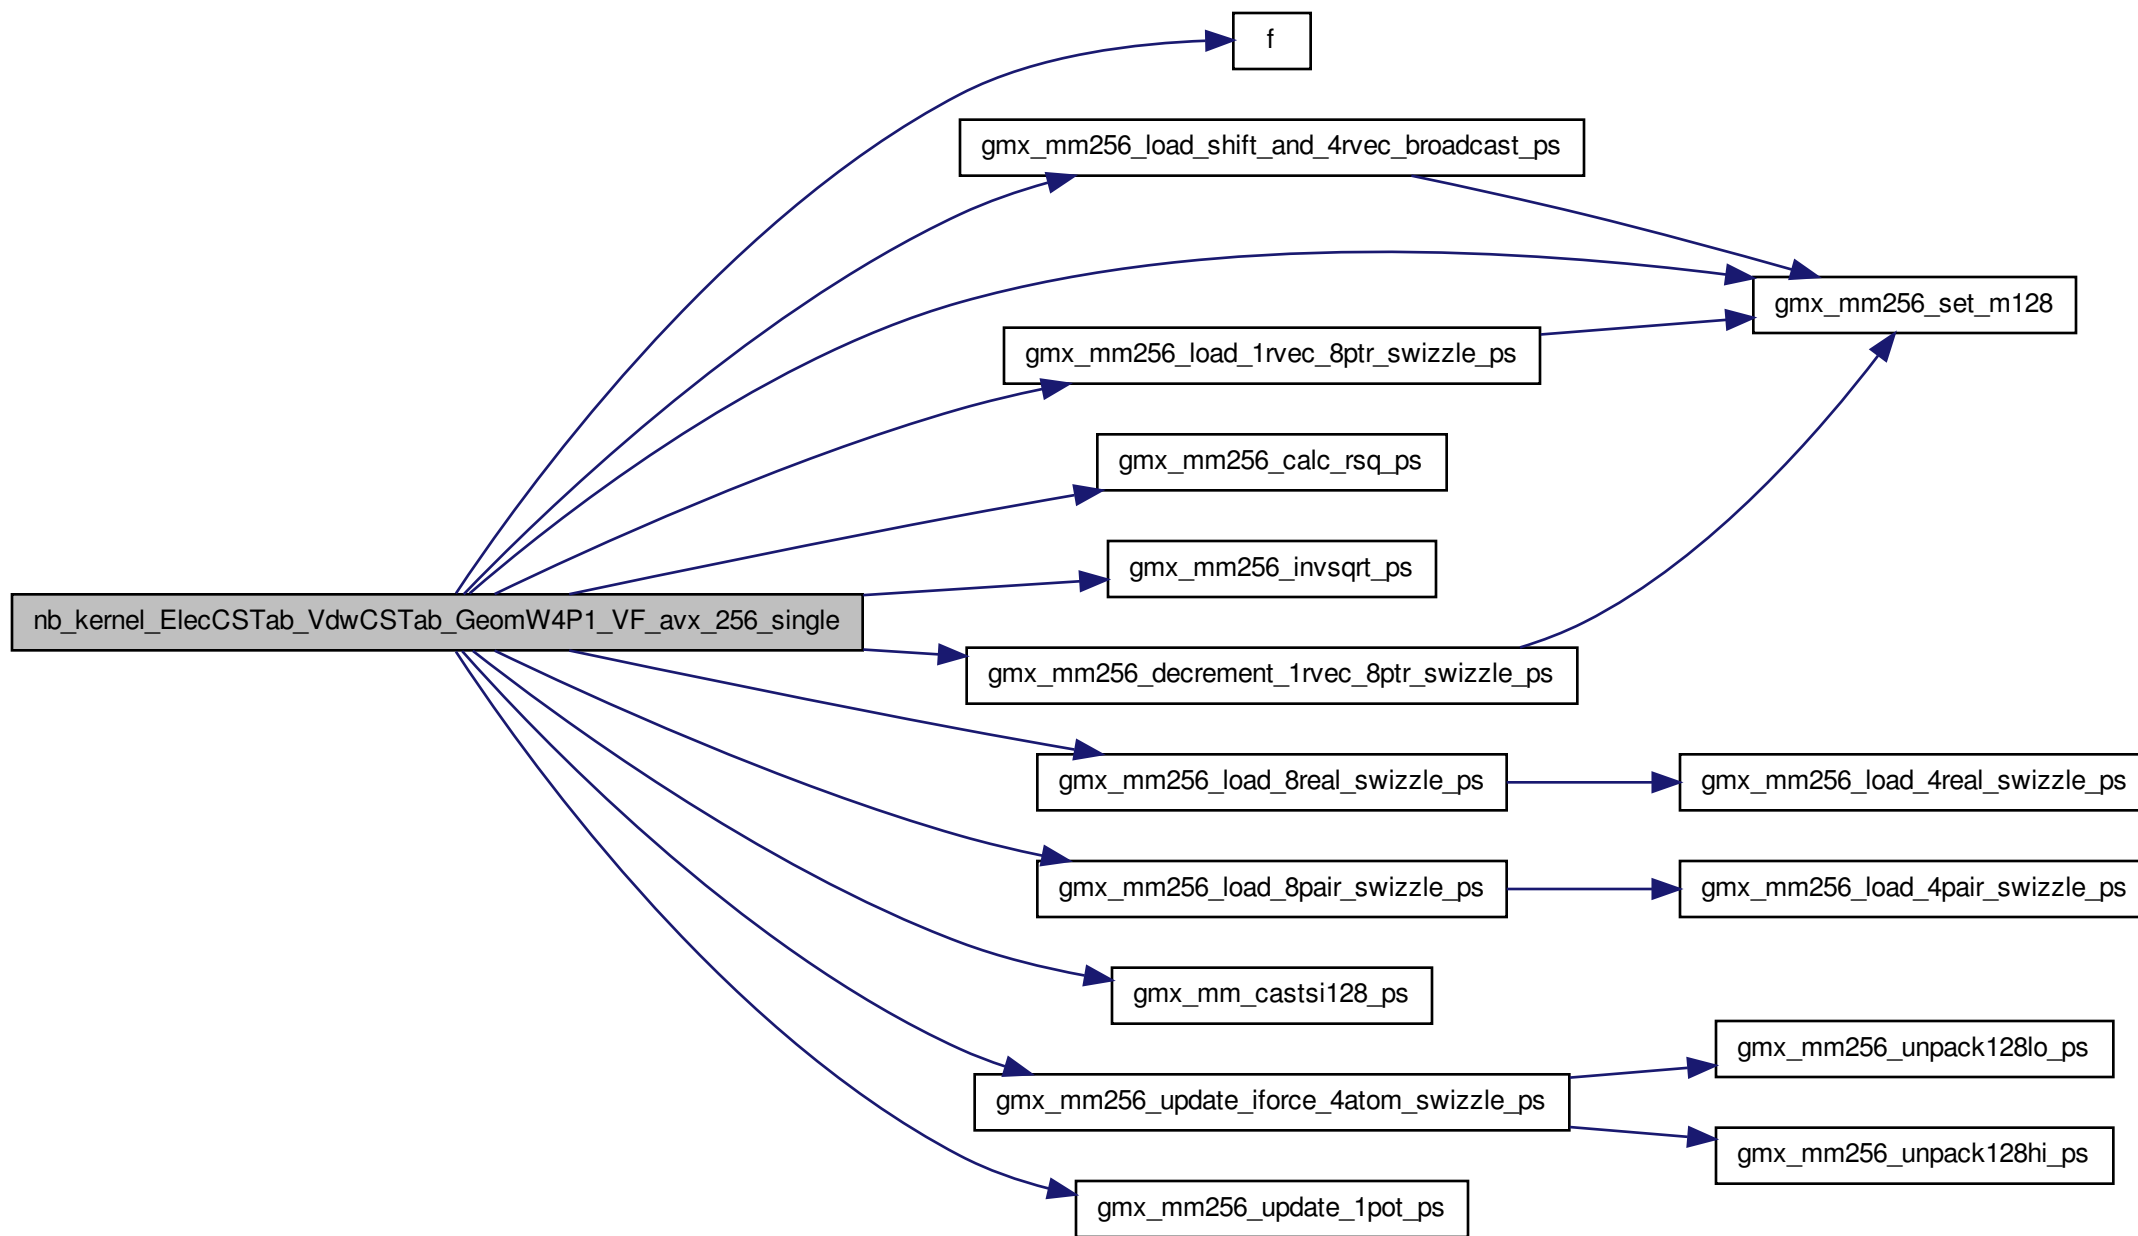 f
gmx_mm256_load_shift_and_4rvec_broadcast_ps
gmx_mm256_set_m128
gmx_mm256_load_1rvec_8ptr_swizzle_ps
gmx_mm256_calc_rsq_ps
gmx_mm256_invsqrt_ps
nb_kernel_ElecCSTab_VdwCSTab_GeomW4P1_VF_avx_256_single
gmx_mm256_decrement_1rvec_8ptr_swizzle_ps
gmx_mm256_load_8real_swizzle_ps
gmx_mm256_load_4real_swizzle_ps
gmx_mm256_load_8pair_swizzle_ps
gmx_mm256_load_4pair_swizzle_ps
gmx_mm_castsi128_ps
gmx_mm256_unpack128lo_ps
gmx_mm256_update_iforce_4atom_swizzle_ps
gmx_mm256_unpack128hi_ps
gmx_mm256_update_1pot_ps